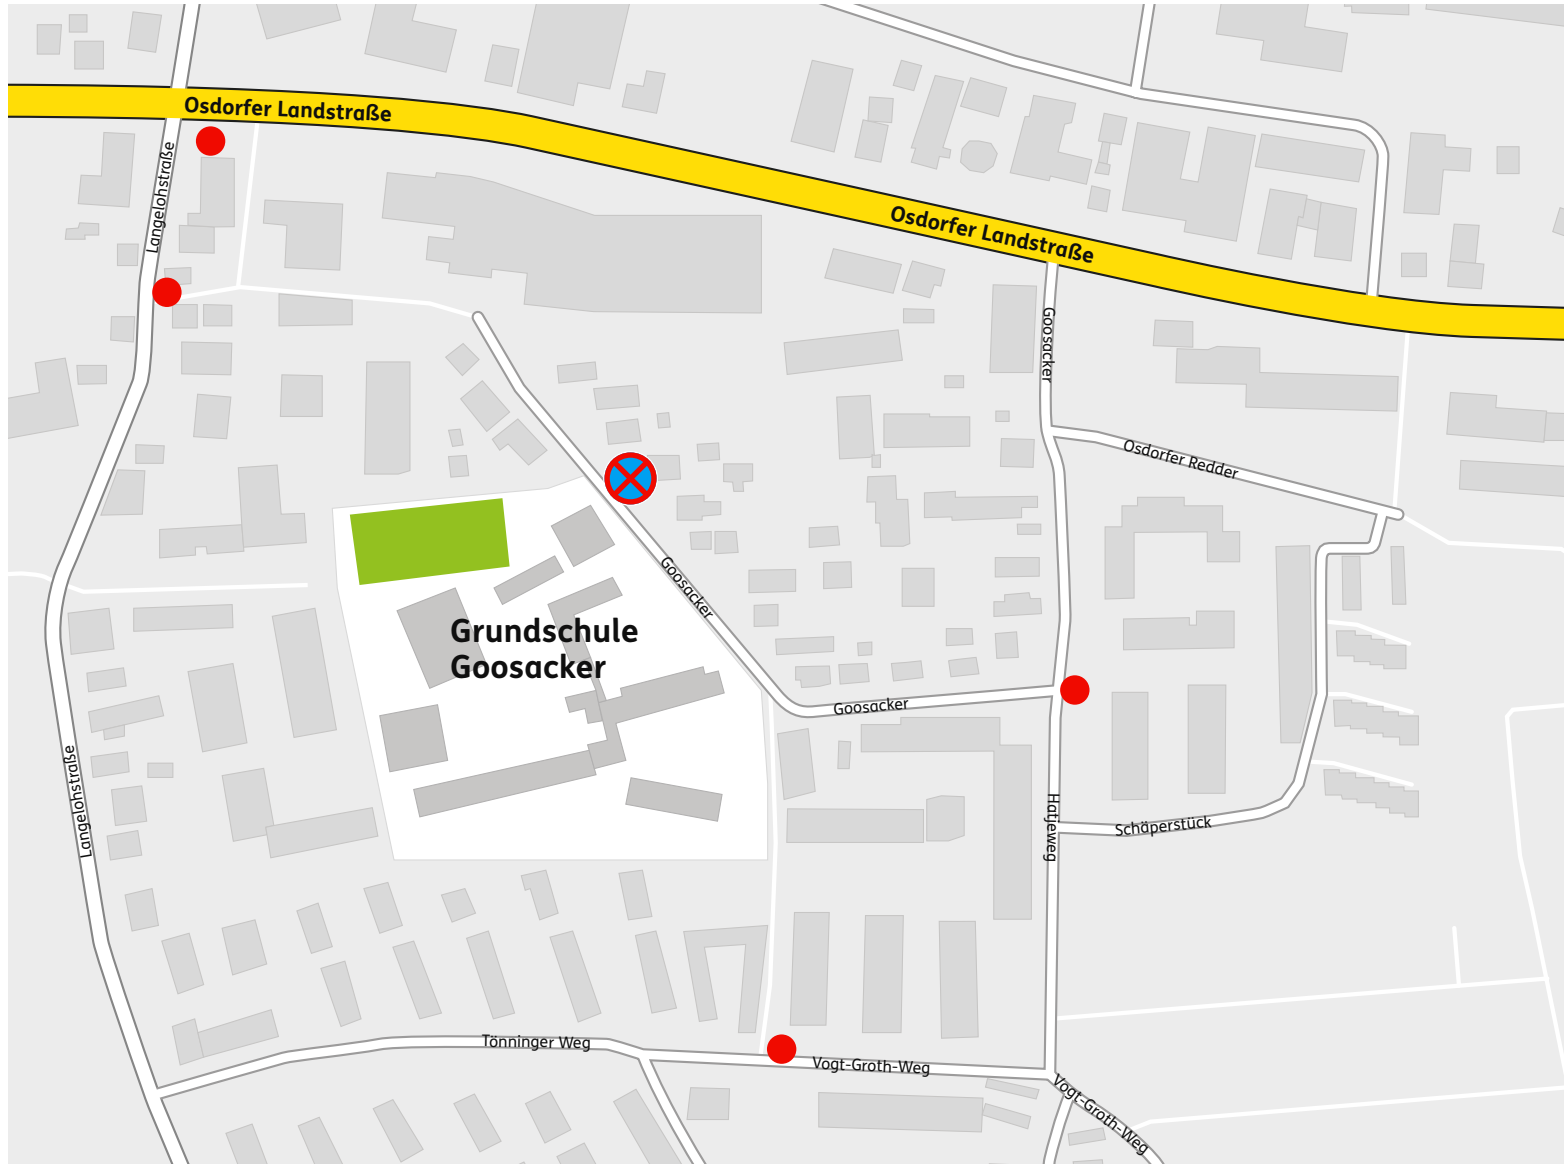 Osdorfer Landstraße
Langelohstraße
Osdorfer Landstraße
Goosacker
Osdorfer Redder
Goosacker
Grundschule
Goosacker
Goosacker
Langelohstraße
Hatjeweg
Schäperstück
Tönninger Weg
Vogt-Groth-Weg
Vogt-Groth-Weg